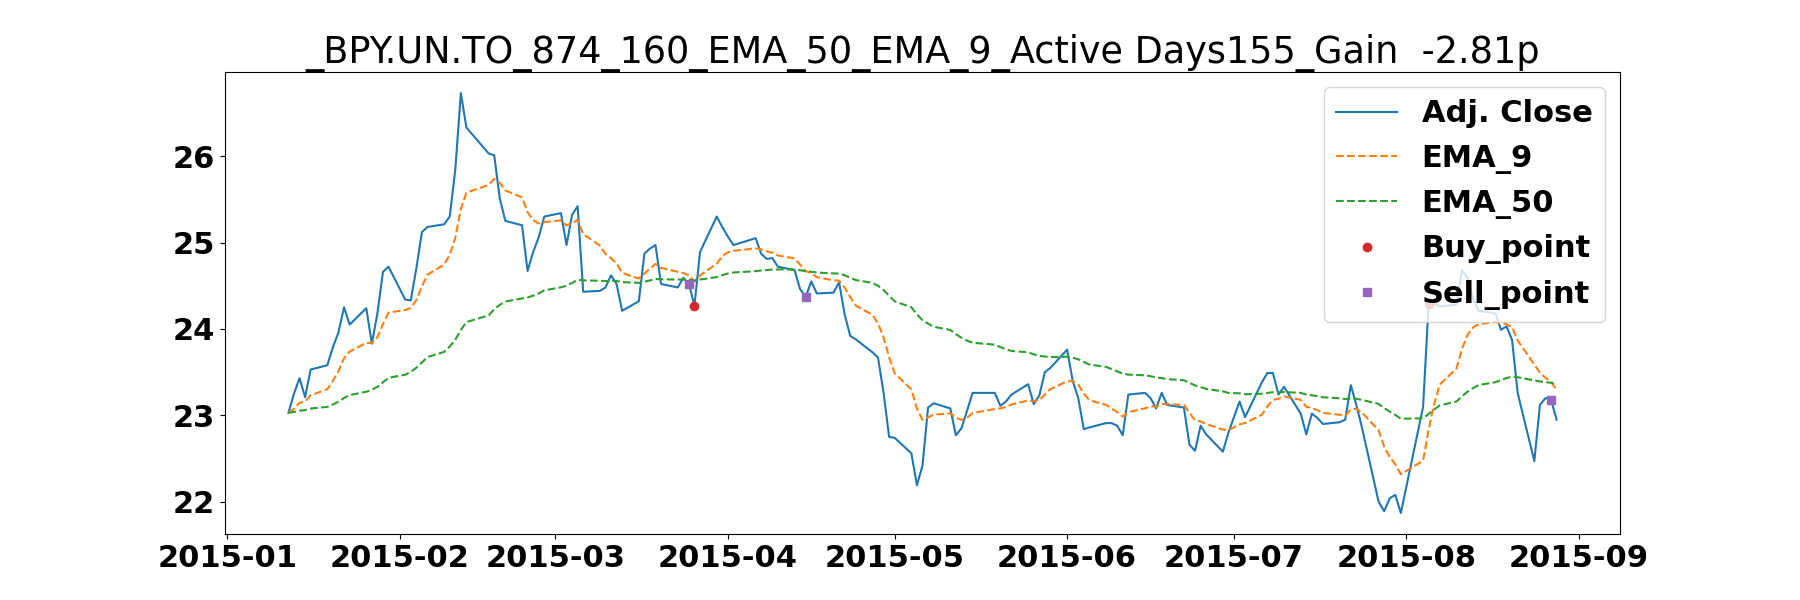 _BPY.UN.TO_874_160_EMA_50_EMA_9_Active Days155_Gain  -2.81p
Adj. Close
EMA_9
EMA_50
Buy_point
Sell_point
26
25
24
23
22
2015-01 2015-02 2015-03 2015-04 2015-05 2015-06 2015-07 2015-08 2015-09